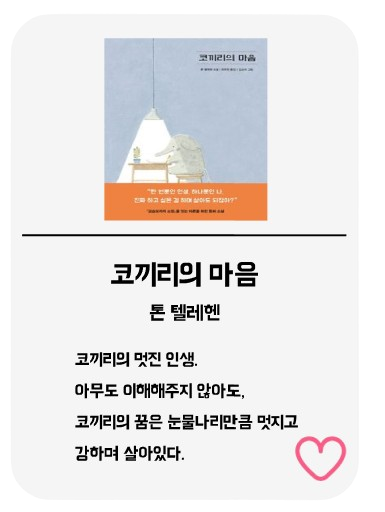 코끼리의 마음
"한 번뿐인 인생, 하나뿐인 나.
진짜 하고 싶은 걸 하며 살아도 되잖아?"
코끼리의 마음
톤 텔레헨
코끼리의 멋진 인생.
아무도 이해해주지 않아도,
코끼리의 꿈은 눈물나리만큼 멋지고
강하며 살아있다.